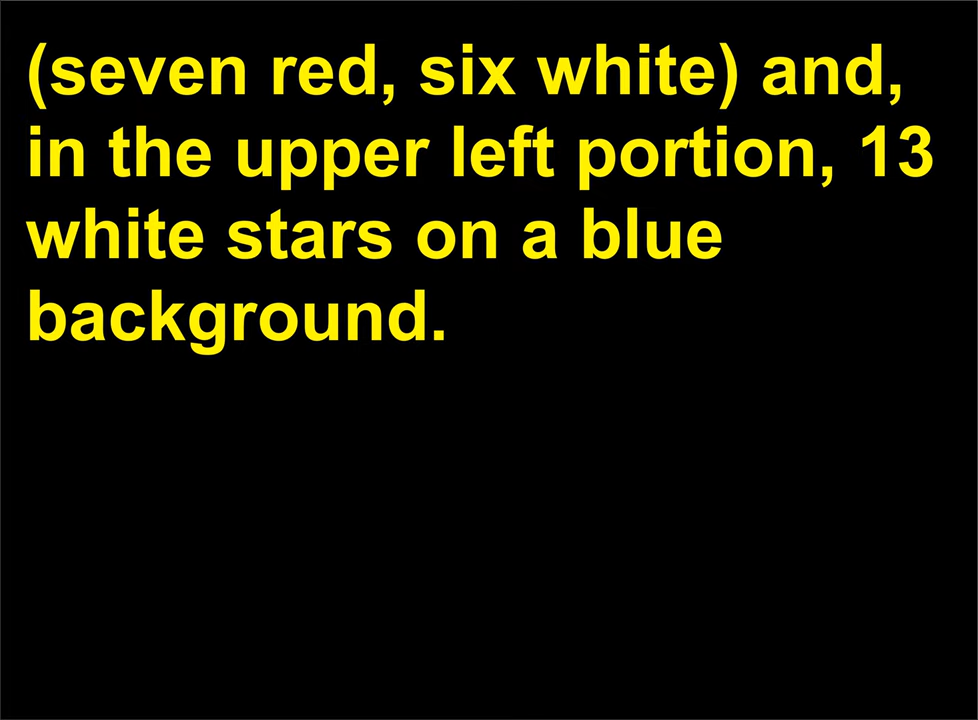 (seven red, six white) and,
in the upper left portion, 13
white stars on a blue
background.